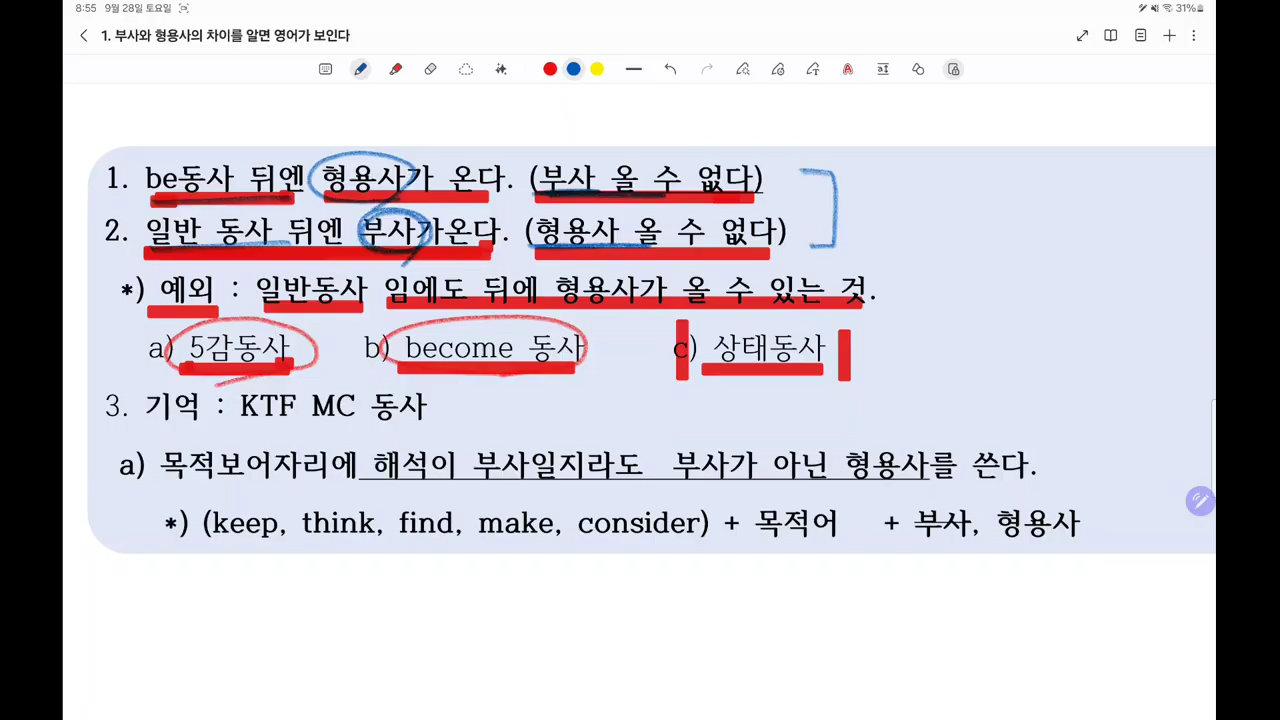 8:55 9월 28일 토요일 31%
1. 부사와 형용사의 차이를 알면 영어가 보인다
1. be동사 뒤엔 형용사가 온다. (부사 올 수 없다)
2. 일반 동사 뒤엔 부사가온다. (형용사 올 수 없다)
*) 예외 : 일반동사 임에도 뒤에 형용사가 올 수 있는 것.
a) 5감동사 b) become 동사 c) 상태동사
3. 기억 : KTF MC 동사
a) 목적보어자리에 해석이 부사일지라도 부사가 아닌 형용사를 쓴다.
*) (keep, think, find, make, consider) + 목적어 + 부사, 형용사